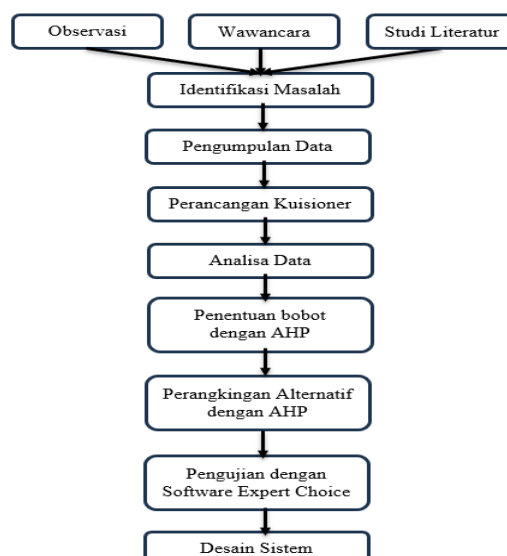 Observasi
Wawancara
Studi Literatur
Identifikasi Masalah
Pengumpulan Data
Perancangan Kuisioner
Analisa Data
Penentuan bobot
dengan AHP
Perangkingan Alternatif
dengan AHP
Pengujian dengan
Software Expert Choice
Desain Sistem